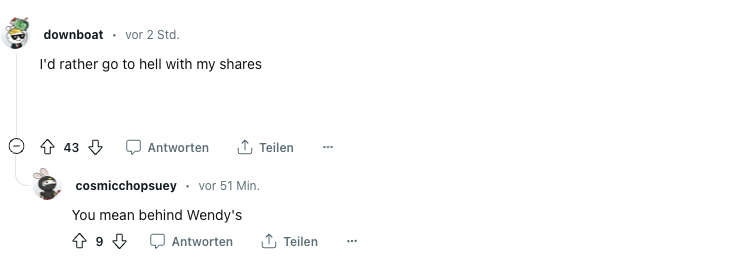 downboat • vor 2 Std.
I'd rather go to hell with my shares
43 Antworten Teilen ...
cosmicchopsuey • vor 51 Min.
You mean behind Wendy's
9 Antworten Teilen ...